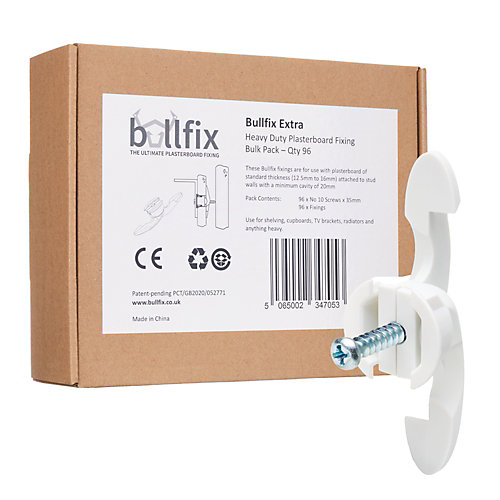 bullfix
THE ULTIMATE PLASTERBOARD FIXING
Bullfix Extra
Heavy Duty Plasterboard Fixing
Bulk Pack – Qty 96
These Bullfix fixings are for use with plasterboard of
standard thickness (12.5mm to 16mm) attached to stud
walls with a minimum cavity of 20mm
Pack Contents: 96 x No 10 Screws x 35mm
96 x Fixings
Use for shelving, cupboards, TV brackets, radiators and
anything heavy.
CE
Patent-pending PCT/GB2020/052771
www.bullfix.co.uk
Made in China
5 065002 347053